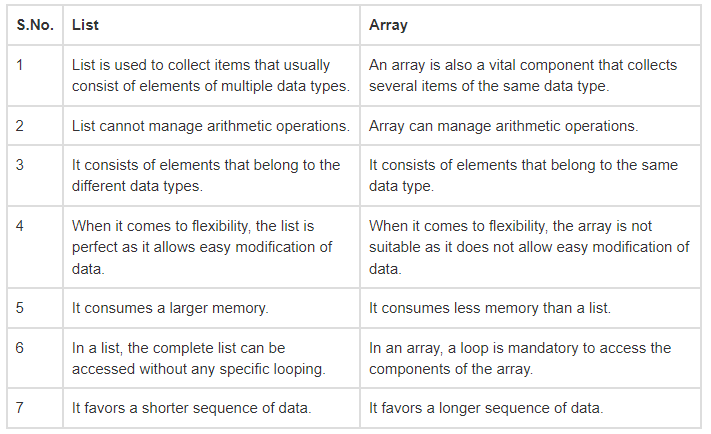 S.No. List Array
1 List is used to collect items that usually An array is also a vital component that collects
consist of elements of multiple data types. several items of the same data type.
2 List cannot manage arithmetic operations. Array can manage arithmetic operations.
3 It consists of elements that belong to the It consists of elements that belong to the same
different data types. data type.
4 When it comes to flexibility, the list is When it comes to flexibility, the array is not
perfect as it allows easy modification of suitable as it does not allow easy modification of
data. data.
5 It consumes a larger memory. It consumes less memory than a list.
6 In a list, the complete list can be In an array, a loop is mandatory to access the
accessed without any specific looping. components of the array.
7 It favors a shorter sequence of data. It favors a longer sequence of data.